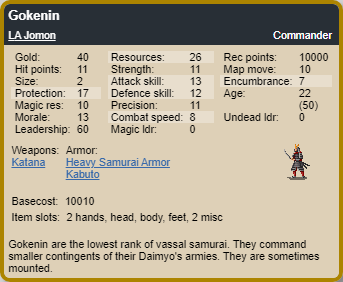 Gokenin
LA Jomon Commander
Gold: 40 Resources: 26 Rec points: 10000
Hit points: 11 Strength: 11 Map move: 10
Size: 2 Attack skill: 13 Encumbrance: 7
Protection: 17 Defence skill: 12 Age: 22
Magic res: 10 Precision: 11 (50)
Morale: 13 Combat speed: 8 Undead ldr: 0
Leadership: 60 Magic ldr: 0
Weapons: Armor:
Katana Heavy Samurai Armor
Kabuto
Basecost: 10010
Item slots: 2 hands, head, body, feet, 2 misc
Gokenin are the lowest rank of vassal samurai. They command
smaller contingents of their Daimyo's armies. They are sometimes
mounted.